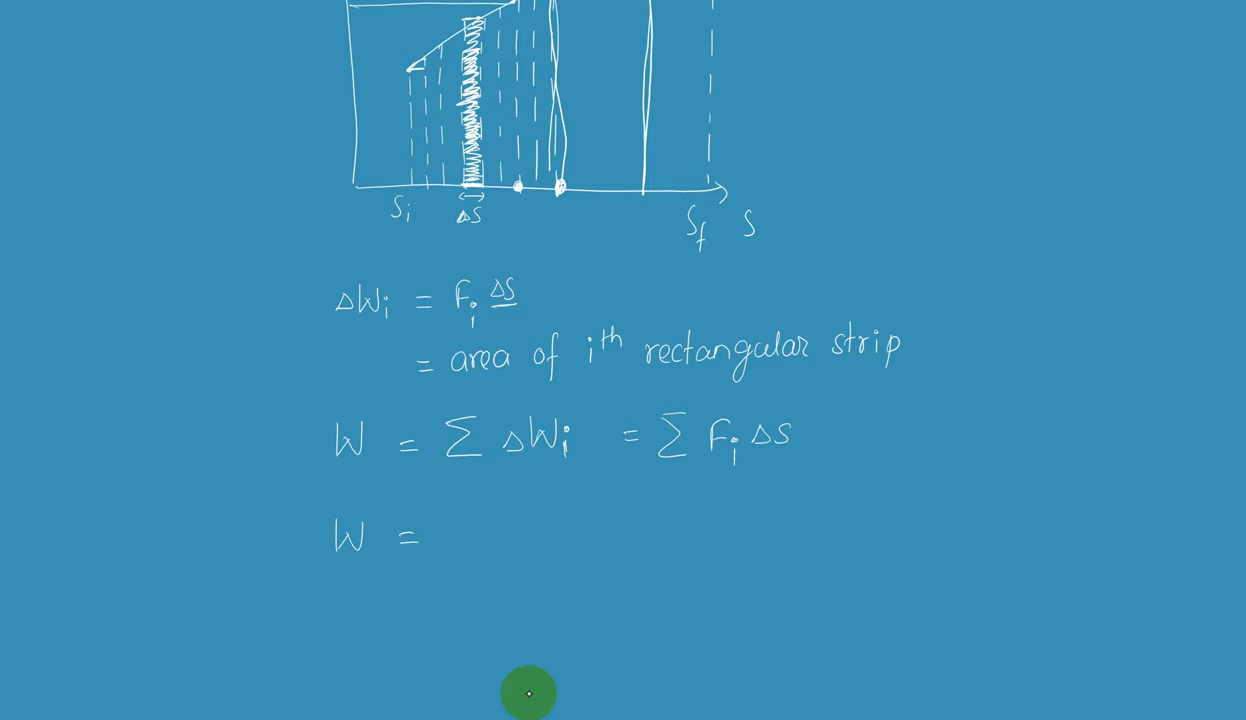 Si ΔS Sf S
ΔWi = Fi ΔS
= area of ith rectangular strip
W = Σ ΔWi = Σ Fi ΔS
W =